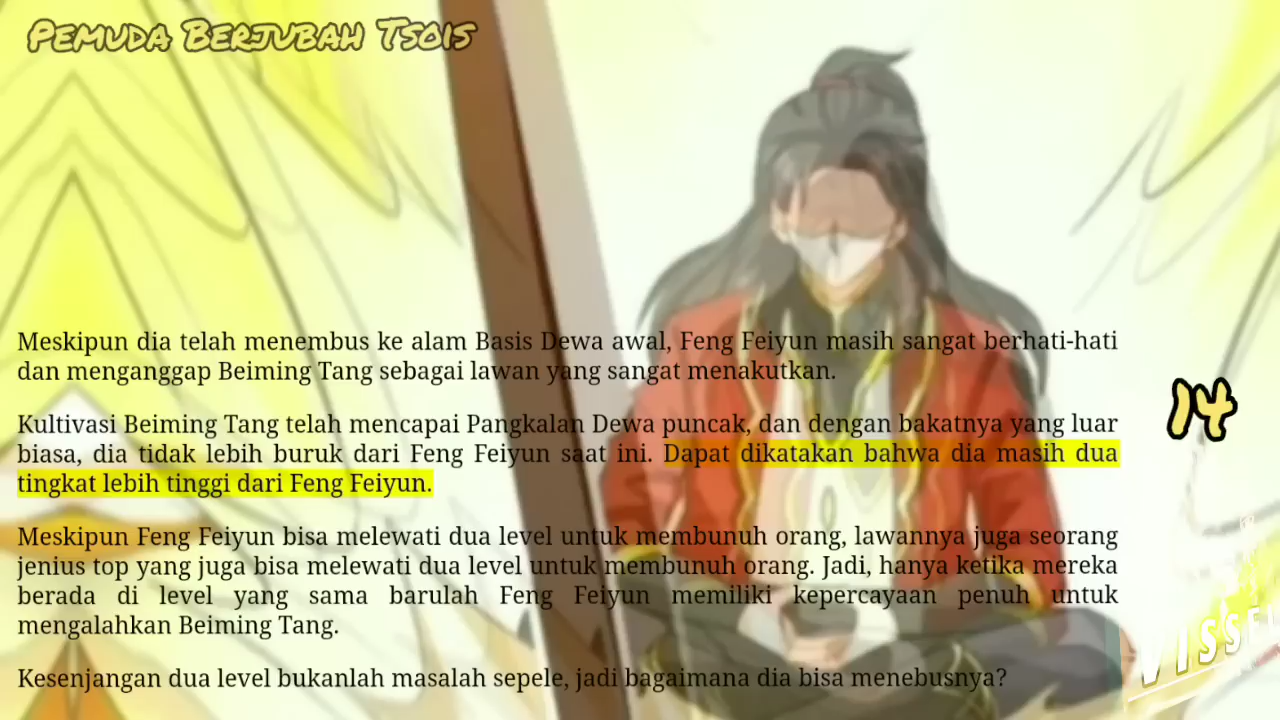 Pemuda Berjubah Tsois
Meskipun dia telah menembus ke alam Basis Dewa awal, Feng Feiyun masih sangat berhati-hati
dan menganggap Beiming Tang sebagai lawan yang sangat menakutkan.
Kultivasi Beiming Tang telah mencapai Pangkalan Dewa puncak, dan dengan bakatnya yang luar
biasa, dia tidak lebih buruk dari Feng Feiyun saat ini. Dapat dikatakan bahwa dia masih dua
tingkat lebih tinggi dari Feng Feiyun.
14
Meskipun Feng Feiyun bisa melewati dua level untuk membunuh orang, lawannya juga seorang
jenius top yang juga bisa melewati dua level untuk membunuh orang. Jadi, hanya ketika mereka
berada di level yang sama barulah Feng Feiyun memiliki kepercayaan penuh untuk
mengalahkan Beiming Tang.
Kesenjangan dua level bukanlah masalah sepele, jadi bagaimana dia bisa menebusnya?